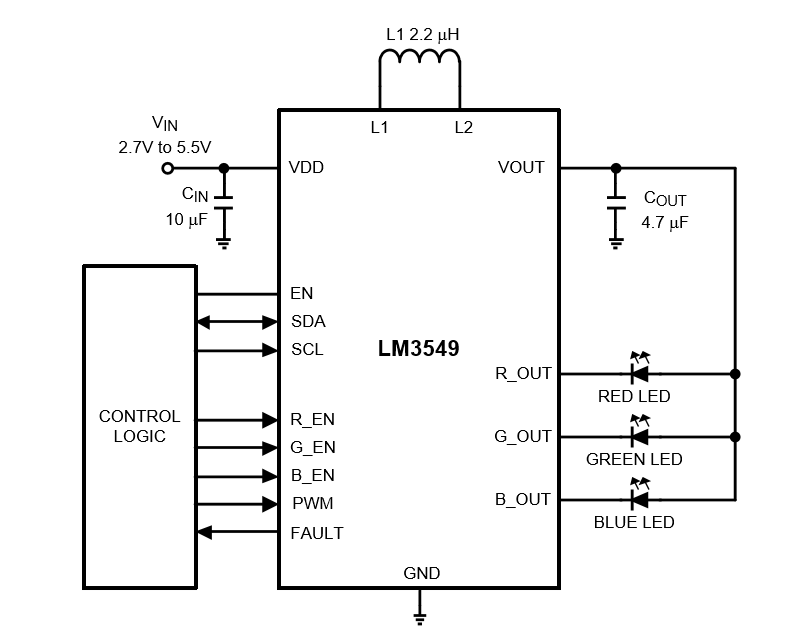 L1 2.2 μH
L1
L2
VIN
2.7V to 5.5V
VDD
VOUT
CIN
10 μF
COUT
4.7 μF
EN
SDA
SCL
LM3549
R_OUT
RED LED
CONTROL
LOGIC
R_EN
G_EN
B_EN
PWM
FAULT
G_OUT
GREEN LED
B_OUT
BLUE LED
GND